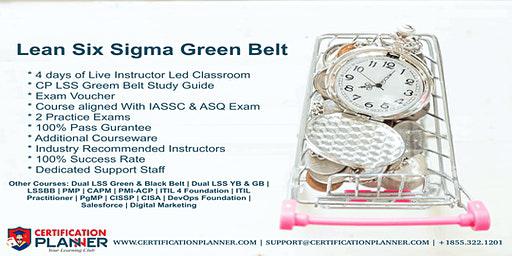 Lean Six Sigma Green Belt
* 4 days of Live Instructor Led Classroom
* CP LSS Greem Belt Study Guide
* Exam Voucher
* Course aligned With IASSC & ASQ Exam
* 2 Practice Exams
* 100% Pass Gurantee
* Additional Courseware
* Industry Recommended Instructors
* 100% Success Rate
* Dedicated Support Staff
Other Courses: Dual LSS Green & Black Belt | Dual LSS YB & GB |
LSSBB | PMP | CAPM | PMI-ACP | ITIL 4 Foundation | ITIL
Practitioner | PgMP | CISSP | CISA | DevOps Foundation |
Salesforce | Digital Marketing
CERTIFICATION
PLANNER
Your Learning Club
WWW.CERTIFICATIONPLANNER.COM | SUPPORT@CERTIFICATIONPLANNER.COM | +1855.322.1201